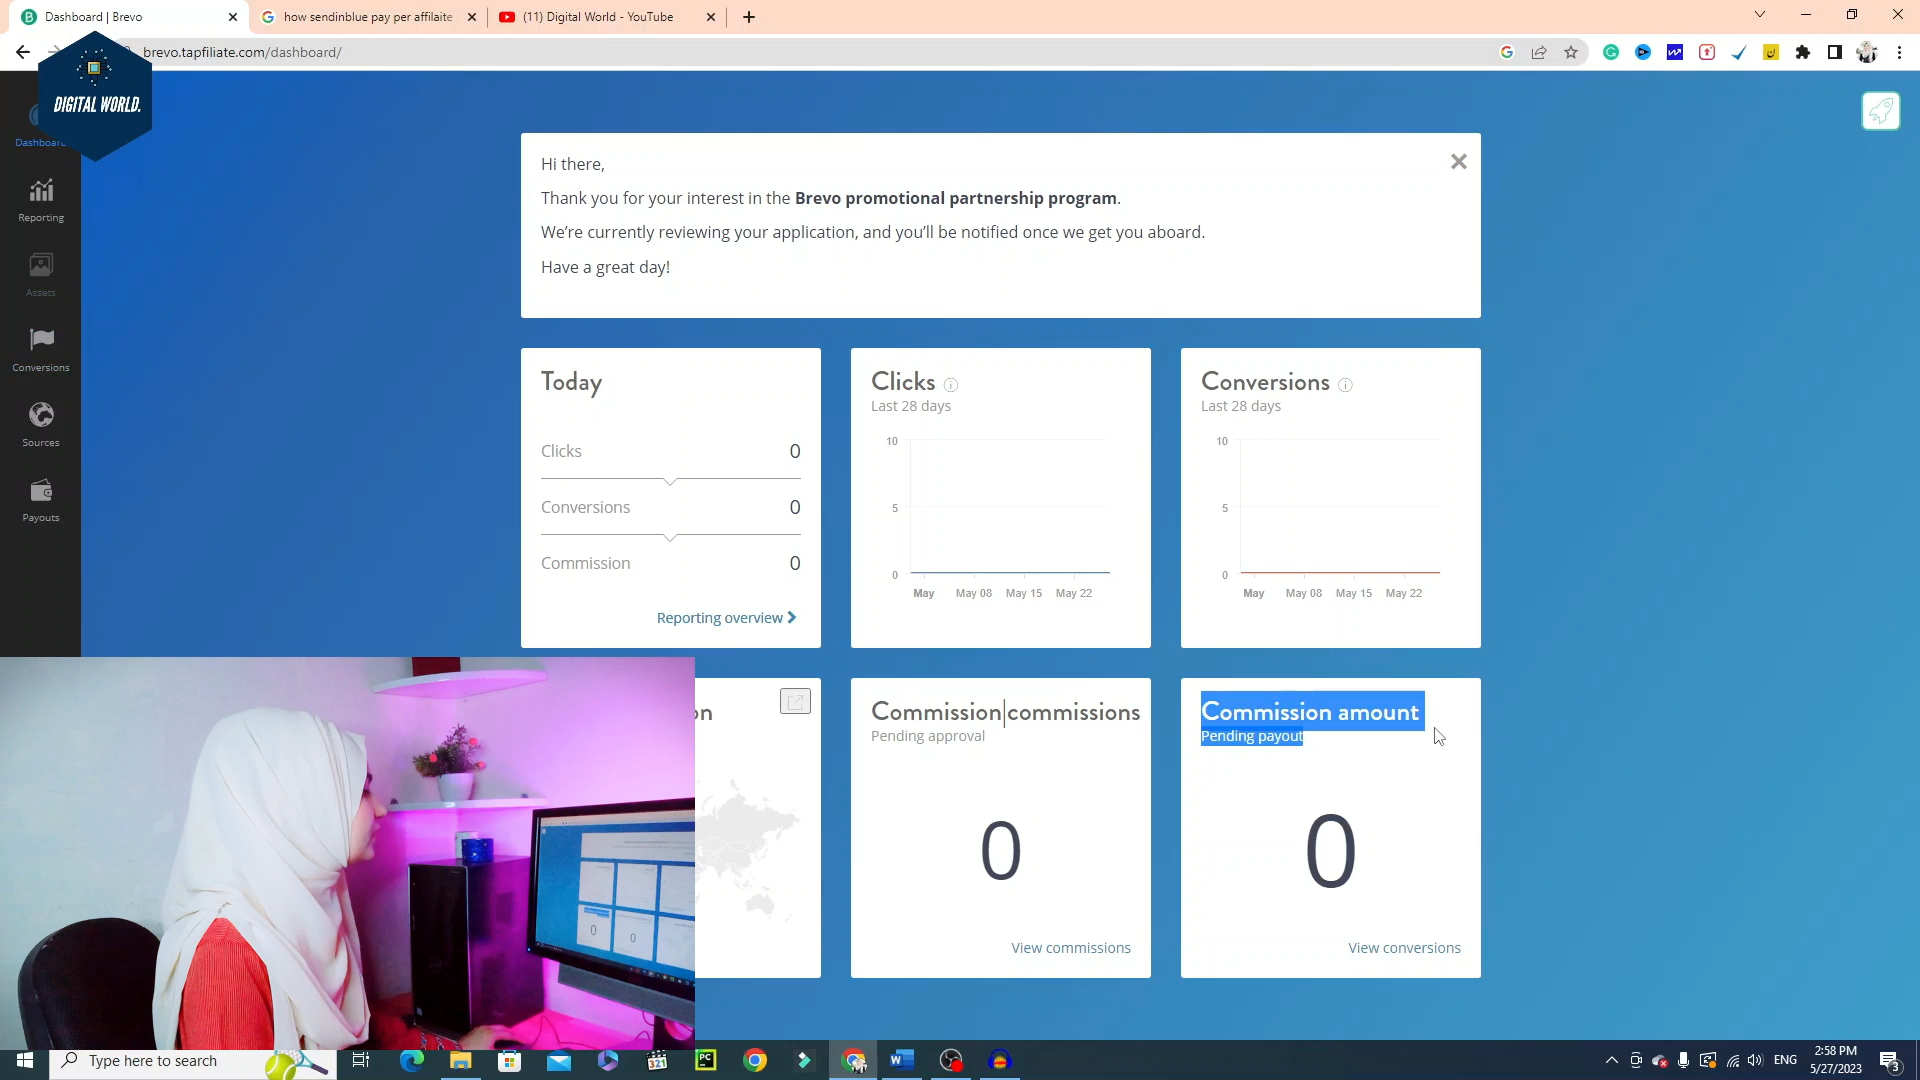 Dashboard | Brevo
how sendinblue pay per affilaite
(11) Digital World - YouTube
brevo.tapfiliate.com/dashboard/
DIGITAL WORLD.
Dashboard
Reporting
Assets
Conversions
Sources
Payouts
Hi there,
Thank you for your interest in the Brevo promotional partnership program.
We're currently reviewing your application, and you'll be notified once we get you aboard.
Have a great day!
Today
Clicks 0
Conversions 0
Commission 0
Reporting overview
Clicks
Last 28 days
10
5
0
May May 08 May 15 May 22
Conversions
Last 28 days
10
5
0
May May 08 May 15 May 22
on
Commission|commissions
Pending approval
0
View commissions
Commission amount
Pending payout
0
View conversions
Type here to search
321
PC
W
ENG
2:58 PM
5/27/2023
3